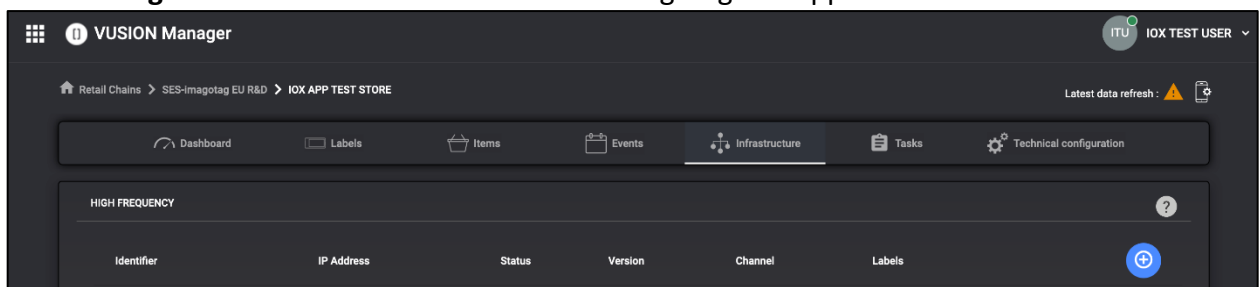 VUSION Manager
ITU IOX TEST USER
Retail Chains > SES-imagotag EU R&D > IOX APP TEST STORE
Latest data refresh :
Dashboard Labels Items Events Infrastructure Tasks Technical configuration
HIGH FREQUENCY
?
Identifier IP Address Status Version Channel Labels